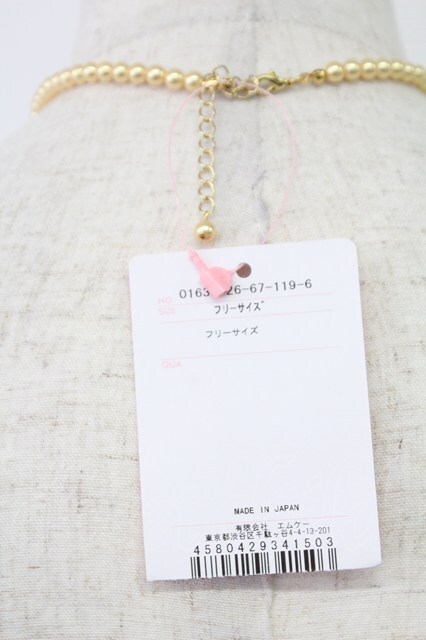 0163 26-67-119-6
フリーサイズ
フリーサイズ
QUA.
MADE IN JAPAN
有限会社 エムケー
東京都渋谷区千駄ヶ谷4-4-13-201
4580429341503